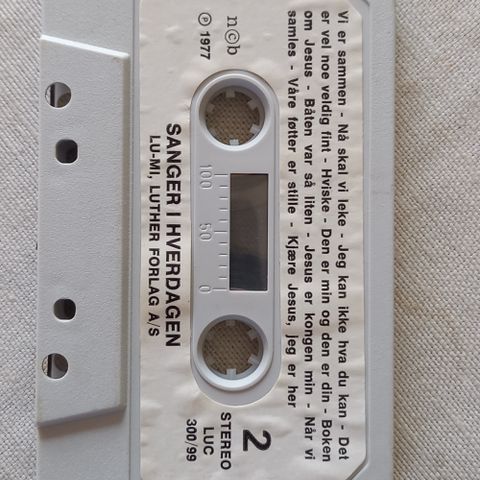 Vi er sammen - Nå skal vi leke - Jeg kan ikke hva du kan - Det
er vel noe veldig fint - Hviske - Den er min og den er din - Boken
om Jesus - Båten var så liten - Jesus er kongen min - Når vi
samles - Våre føtter er stille - Kjære Jesus, jeg er her
n©b
℗ 1977
100 50 0
2
STEREO
LUC
300/99
SANGER I HVERDAGEN
LU-MI, LUTHER FORLAG A/S